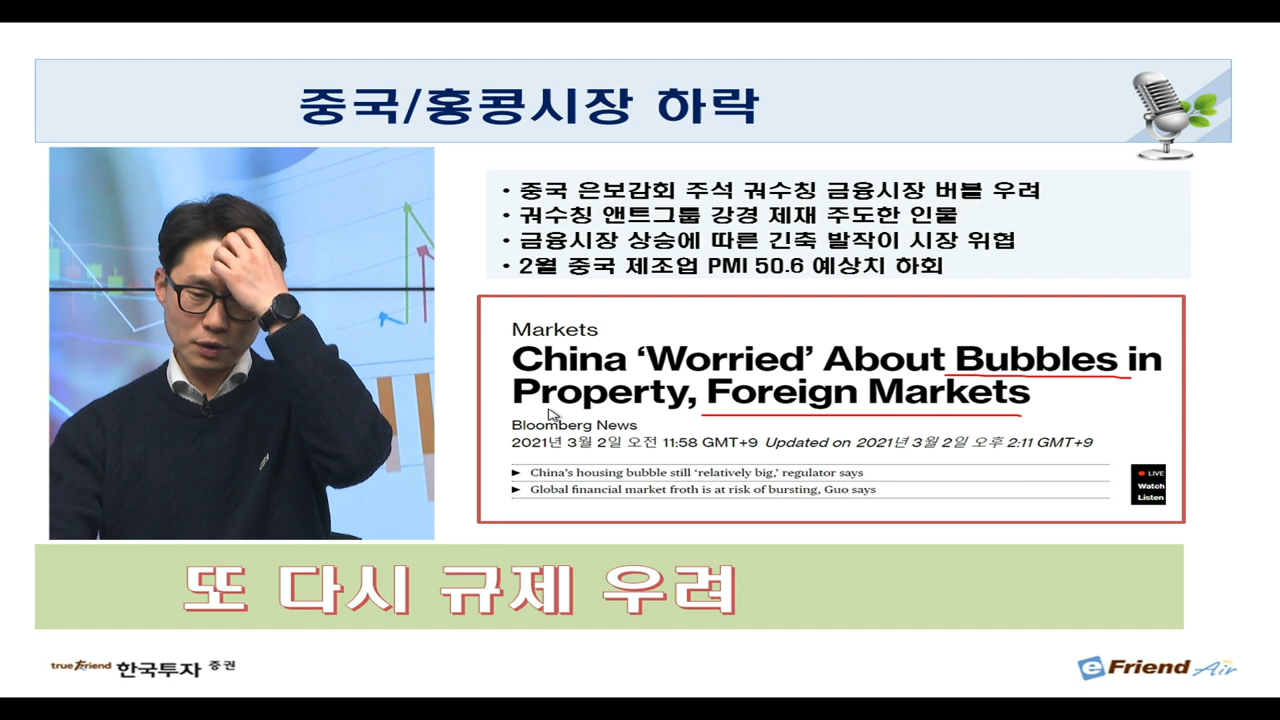 중국/홍콩시장 하락
• 중국 은보감회 주석 궈수칭 금융시장 버블 우려
• 궈수칭 앤트그룹 강경 제재 주도한 인물
• 금융시장 상승에 따른 긴축 발작이 시장 위협
• 2월 중국 제조업 PMI 50.6 예상치 하회
Markets
China ‘Worried’ About Bubbles in
Property, Foreign Markets
Bloomberg News
2021년 3월 2일 오전 11:58 GMT+9 Updated on 2021년 3월 2일 오후 2:11 GMT+9
► China’s housing bubble still ‘relatively big,’ regulator says
► Global financial market froth is at risk of bursting, Guo says
LIVE
Watch
Listen
또 다시 규제 우려
true friend 한국투자 증권
eFriend Air